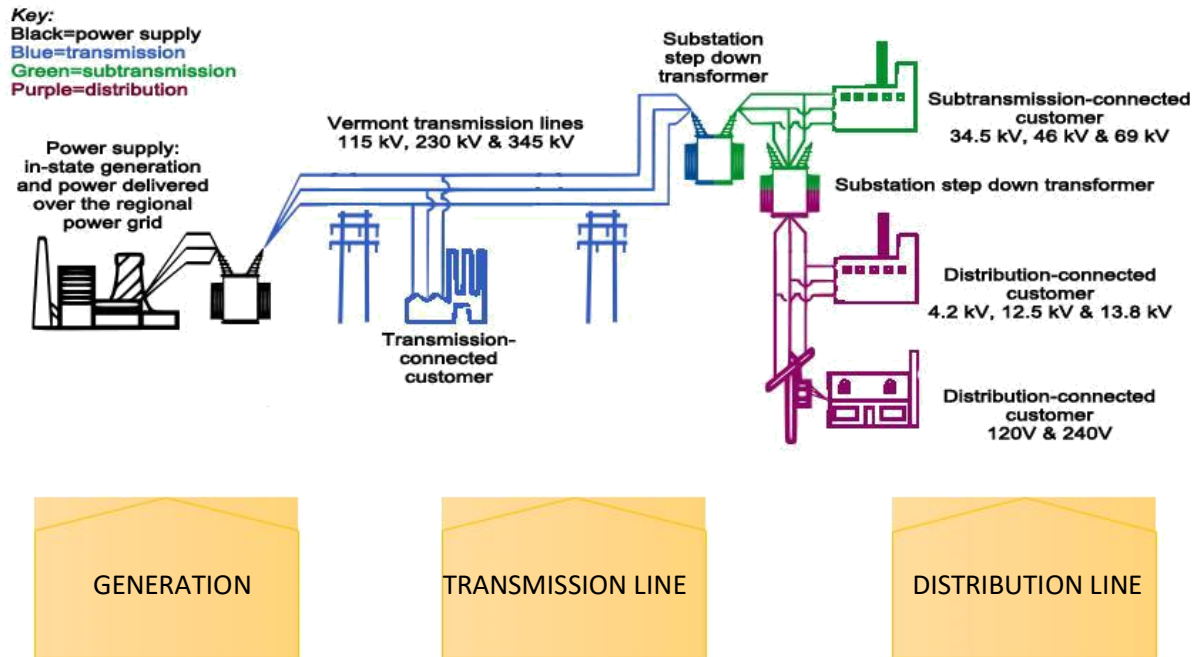 Key:
Black=power supply
Blue=transmission
Green=subtransmission
Purple=distribution
Power supply:
in-state generation
and power delivered
over the regional
power grid
Vermont transmission lines
115 kV, 230 kV & 345 kV
Transmission-
connected
customer
Substation
step down
transformer
Subtransmission-connected
customer
34.5 kV, 46 kV & 69 kV
Substation step down transformer
Distribution-connected
customer
4.2 kV, 12.5 kV & 13.8 kV
Distribution-connected
customer
120V & 240V
GENERATION
TRANSMISSION LINE
DISTRIBUTION LINE